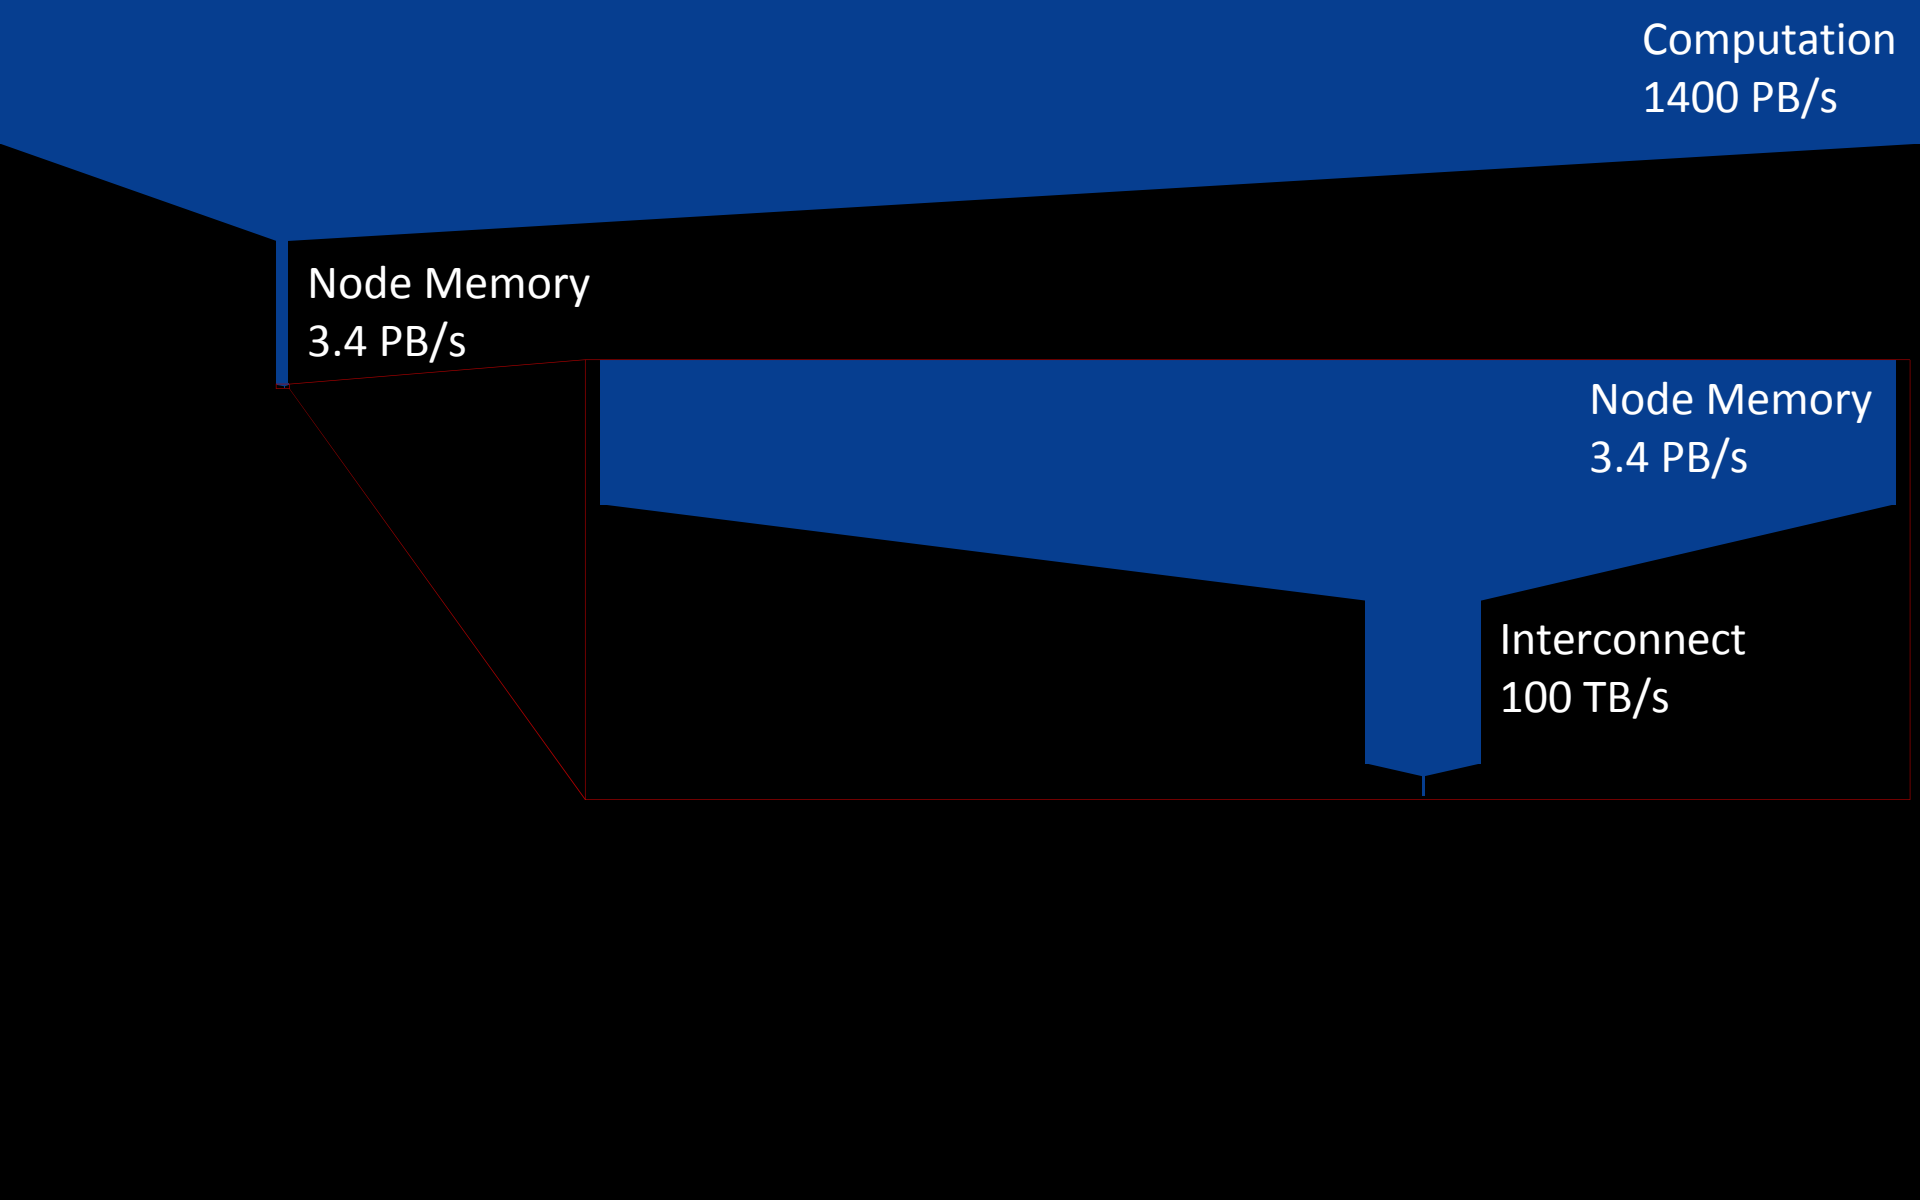 Computation
1400 PB/s
Node Memory
3.4 PB/s
Node Memory
3.4 PB/s
Interconnect
100 TB/s